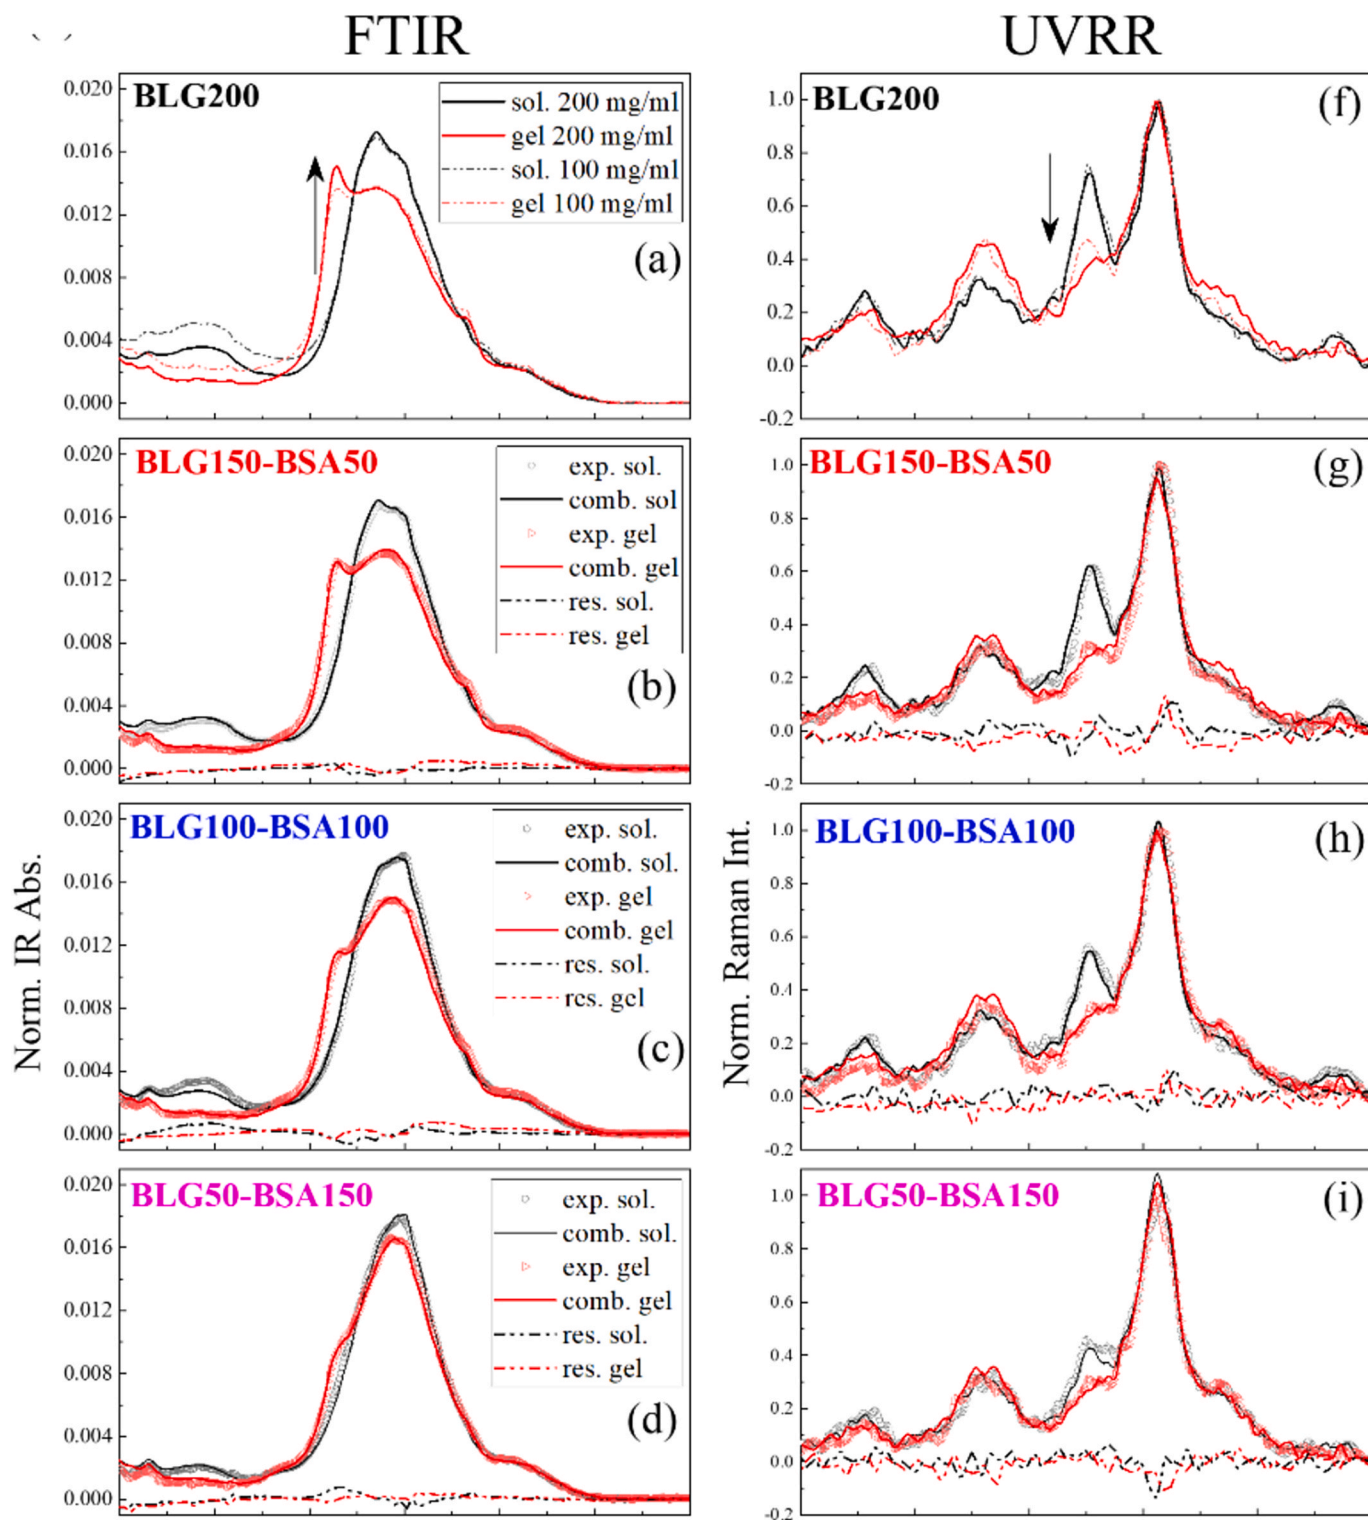 FTIR
UVRR
BLG200
sol. 200 mg/ml
gel 200 mg/ml
sol. 100 mg/ml
gel 100 mg/ml
(a)
0.020
0.016
0.012
0.008
0.004
0.000
BLG200
(f)
1.0
0.8
0.6
0.4
0.2
0.0
-0.2
BLG150-BSA50
exp. sol.
comb. sol
exp. gel
comb. gel
res. sol.
res. gel
(b)
0.020
0.016
0.012
0.008
0.004
0.000
BLG150-BSA50
(g)
1.0
0.8
0.6
0.4
0.2
0.0
-0.2
Norm. IR Abs.
BLG100-BSA100
exp. sol.
comb. sol.
exp. gel
comb. gel
res. sol.
res. gel
(c)
0.020
0.016
0.012
0.008
0.004
0.000
Norm. Raman Int.
BLG100-BSA100
(h)
1.0
0.8
0.6
0.4
0.2
0.0
-0.2
BLG50-BSA150
exp. sol.
comb. sol.
exp. gel
comb. gel
res. sol.
res. gel
(d)
0.020
0.016
0.012
0.008
0.004
0.000
BLG50-BSA150
(i)
1.0
0.8
0.6
0.4
0.2
0.0
-0.2